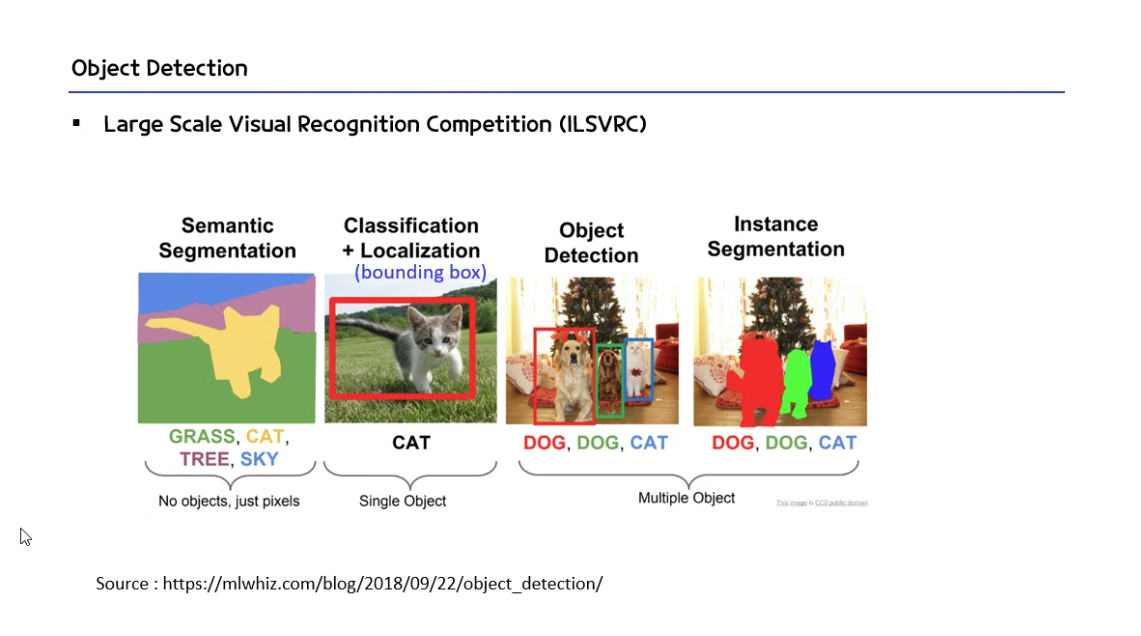 Object Detection
▪ Large Scale Visual Recognition Competition (ILSVRC)
Semantic
Segmentation
Classification
+ Localization
(bounding box)
Object
Detection
Instance
Segmentation
GRASS, CAT,
TREE, SKY
CAT
DOG, DOG, CAT
DOG, DOG, CAT
No objects, just pixels
Single Object
Multiple Object
This image is CC0 public domain
Source : https://mlwhiz.com/blog/2018/09/22/object_detection/